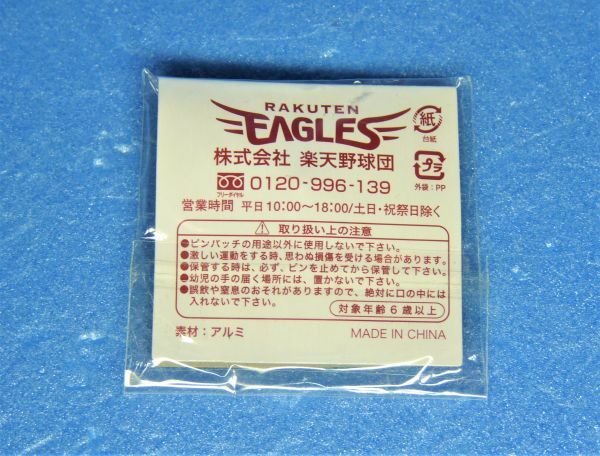 RAKUTEN
EAGLES
株式会社 楽天野球団
フリーダイヤル 0120-996-139
営業時間 平日10:00〜18:00/土日・祝祭日除く
紙
台紙
プラ
外袋:PP
取り扱い上の注意
●ピンバッチの用途以外に使用しないで下さい。
●激しい運動をする時、思わぬ損傷を受ける場合があります。
●保管する時は、必ず、ピンを止めてから保管して下さい。
●幼児の手の届く場所には、置かないで下さい。
●誤飲や窒息のおそれがありますので、絶対に口の中には
入れないで下さい。
対象年齢6歳以上
素材:アルミ
MADE IN CHINA